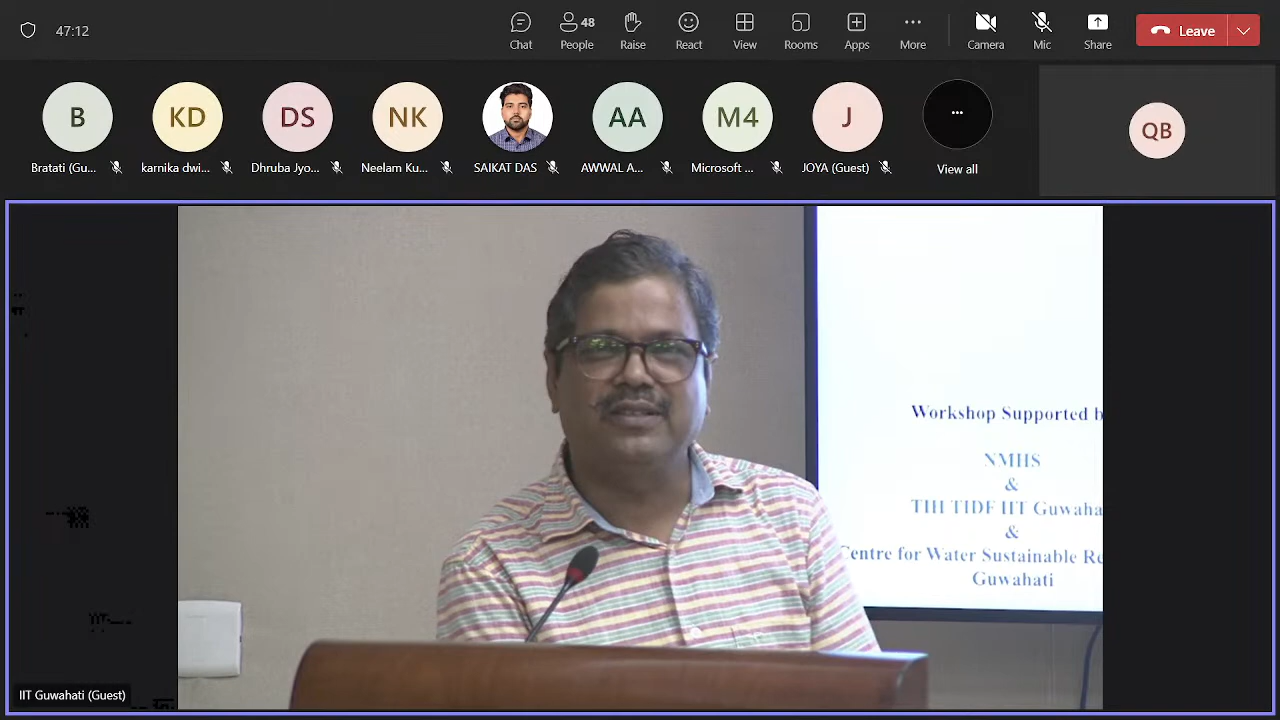 47:12
Chat
48
People
Raise
React
View
Rooms
Apps
More
Camera
Mic
Share
Leave
B
KD
DS
NK
AA
M4
J
QB
Bratati (Gu...
karnika dwi...
Dhruba Jyo...
Neelam Ku...
SAIKAT DAS
AWWAL A...
Microsoft ...
JOYA (Guest)
View all
Workshop Supported b
NMHS
&
TIH TIDF IIT Guwaha
&
Centre for Water Sustainable Re
Guwahati
IIT Guwahati (Guest)